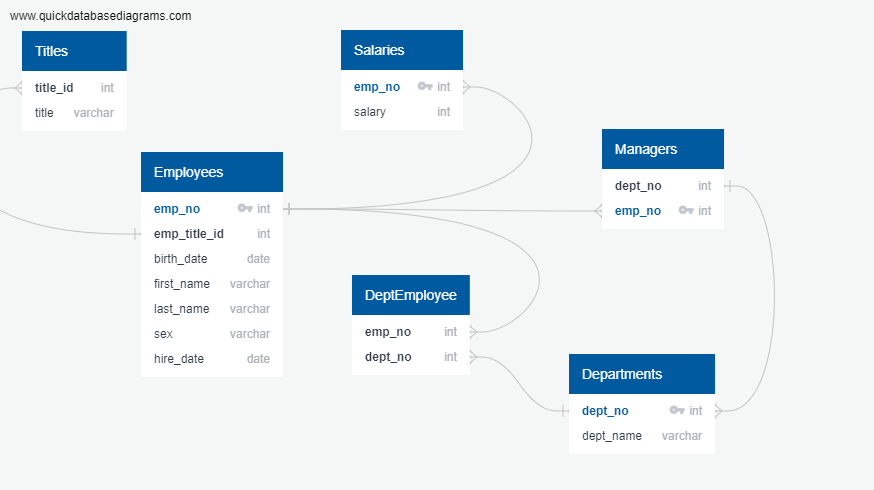 www.quickdatabasediagrams.com
Titles
title_id int
title varchar
Salaries
emp_no int
salary int
Employees
emp_no int
emp_title_id int
birth_date date
first_name varchar
last_name varchar
sex varchar
hire_date date
Managers
dept_no int
emp_no int
DeptEmployee
emp_no int
dept_no int
Departments
dept_no int
dept_name varchar